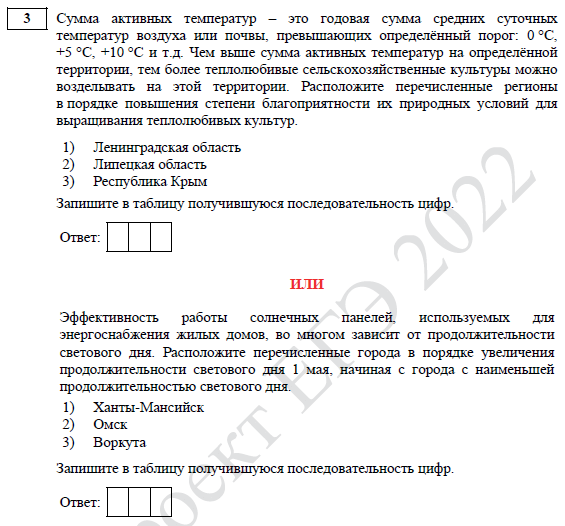 3 Сумма активных температур – это годовая сумма средних суточных
температур воздуха или почвы, превышающих определённый порог: 0 °С,
+5 °С, +10 °С и т.д. Чем выше сумма активных температур на определённой
территории, тем более теплолюбивые сельскохозяйственные культуры можно
возделывать на этой территории. Расположите перечисленные регионы
в порядке повышения степени благоприятности их природных условий для
выращивания теплолюбивых культур.
1) Ленинградская область
2) Липецкая область
3) Республика Крым
Запишите в таблицу получившуюся последовательность цифр.
Ответ:
ИЛИ
Эффективность работы солнечных панелей, используемых для
энергоснабжения жилых домов, во многом зависит от продолжительности
светового дня. Расположите перечисленные города в порядке увеличения
продолжительности светового дня 1 мая, начиная с города с наименьшей
продолжительностью светового дня.
1) Ханты-Мансийск
2) Омск
3) Воркута
Запишите в таблицу получившуюся последовательность цифр.
Ответ:
роект ЕГЭ 2022